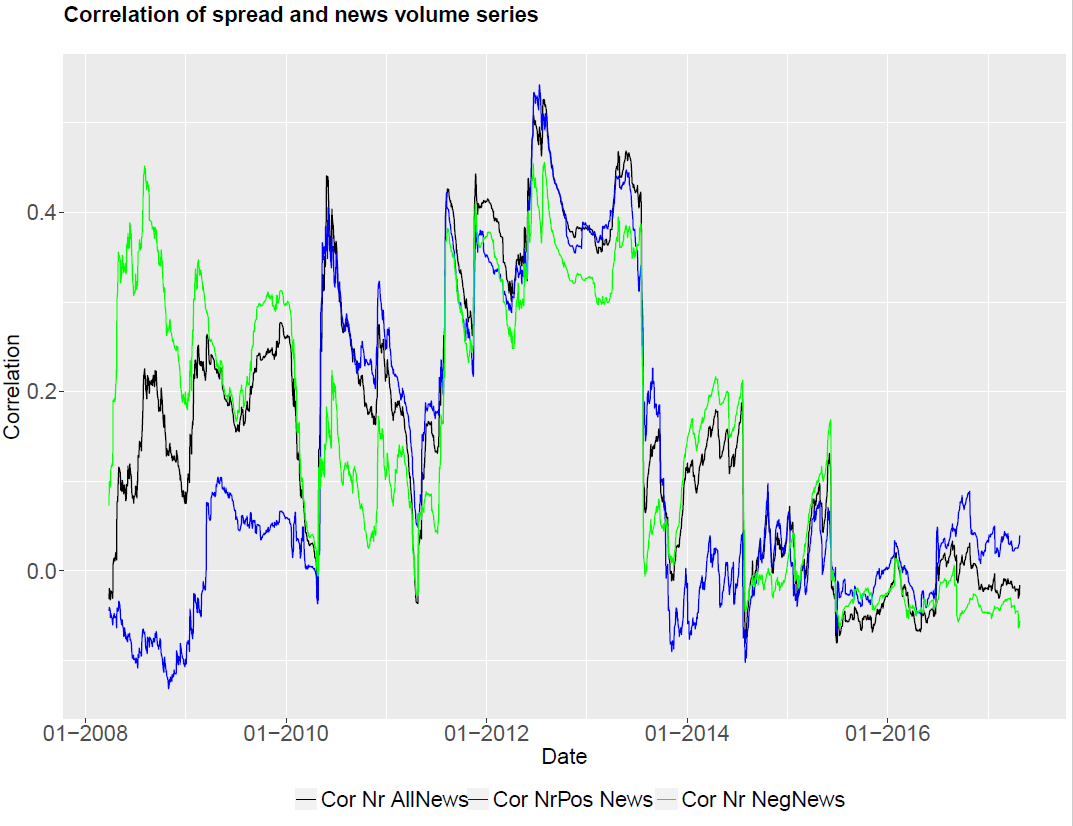 Correlation of spread and news volume series
Correlation
0.4
0.2
0.0
01−2008 01−2010 01−2012 01−2014 01−2016
Date
Cor Nr AllNews Cor NrPos News Cor Nr NegNews